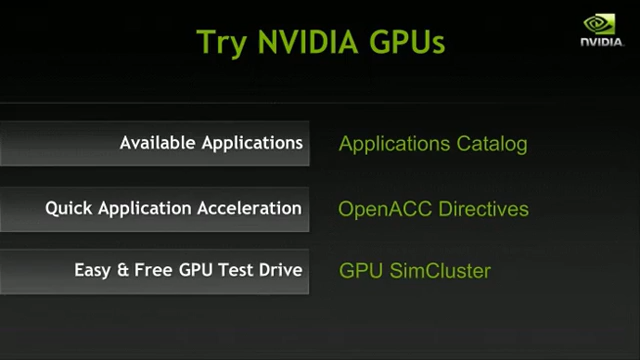 Try NVIDIA GPUs
NVIDIA.
Available Applications
Applications Catalog
Quick Application Acceleration
OpenACC Directives
Easy & Free GPU Test Drive
GPU SimCluster